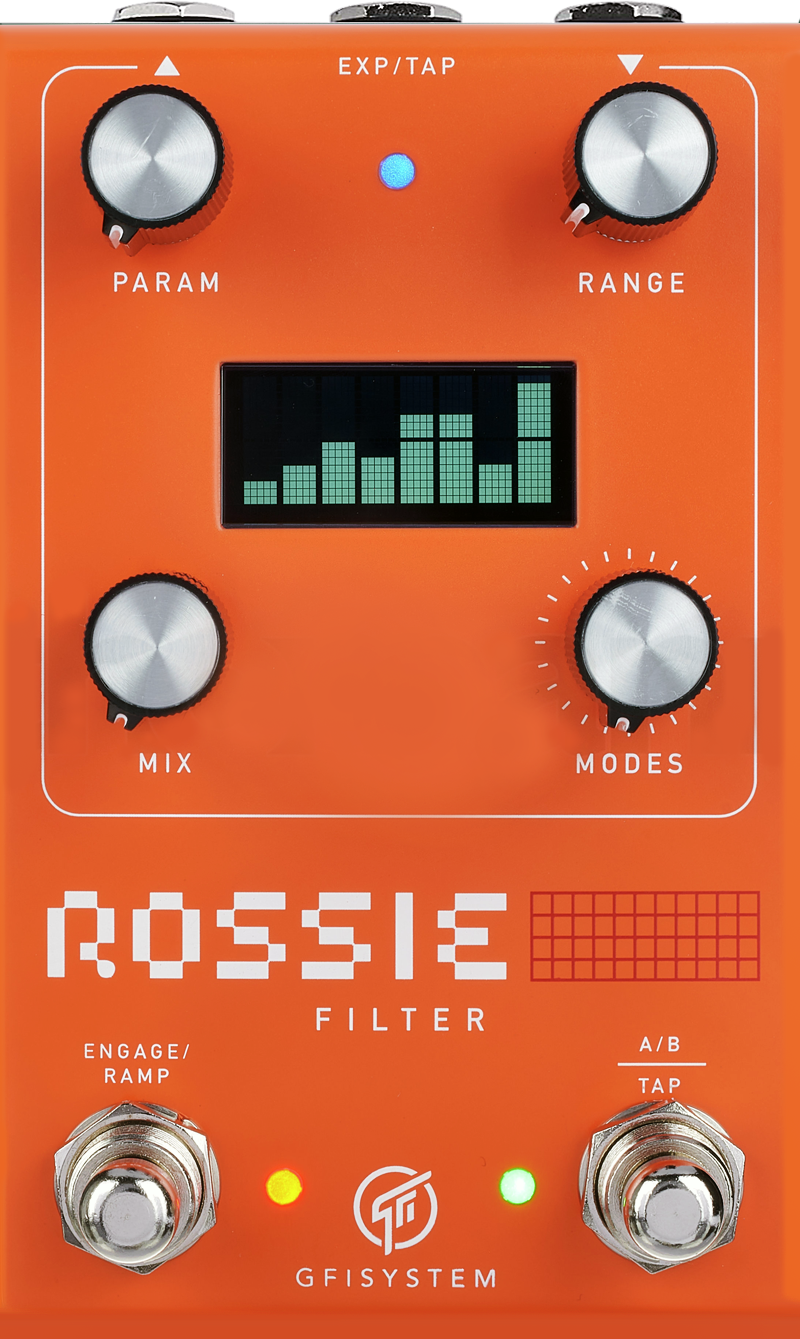 EXP/TAP
PARAM
RANGE
MIX
MODES
ROSSIE
FILTER
ENGAGE/
RAMP
A/B
TAP
GFISYSTEM